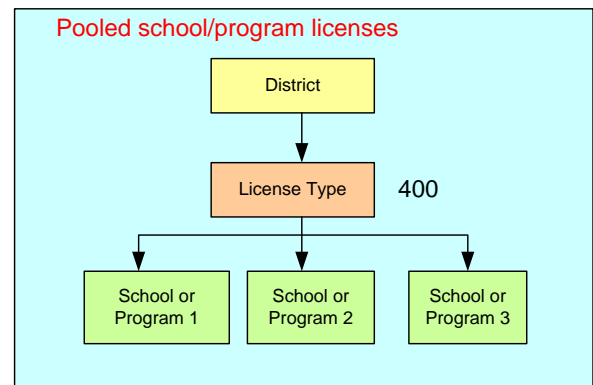 Pooled school/program licenses
District
License Type
400
School or
Program 1
School or
Program 2
School or
Program 3